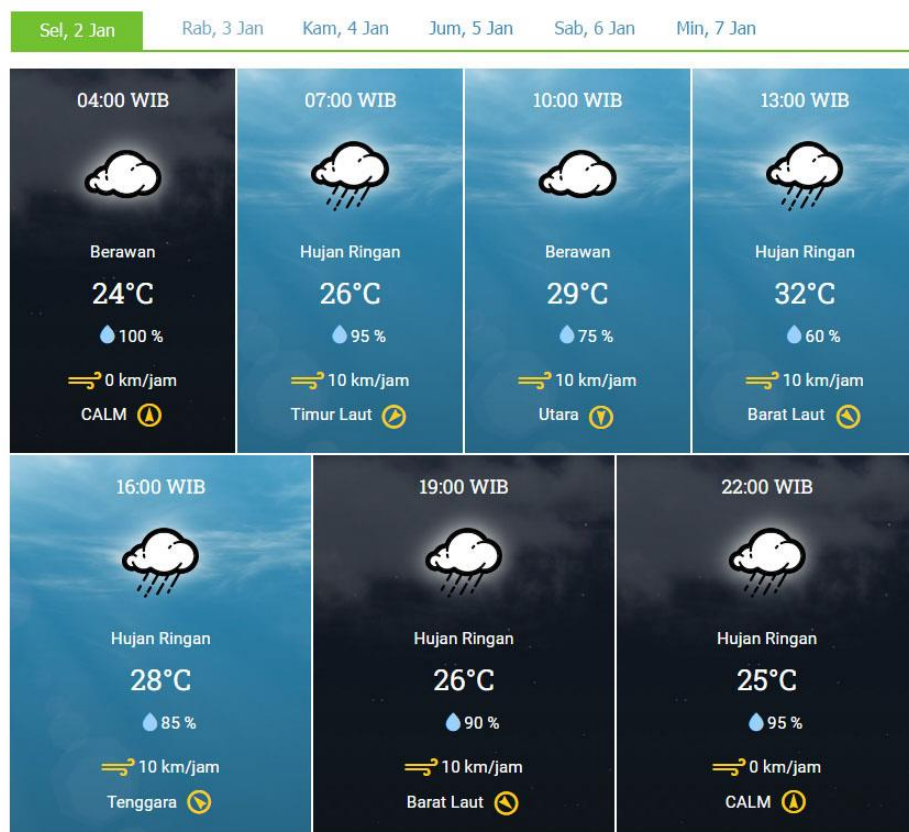 Sel, 2 Jan
Rab, 3 Jan
Kam, 4 Jan
Jum, 5 Jan
Sab, 6 Jan
Min, 7 Jan
04:00 WIB
Berawan
24°C
100 %
0 km/jam
CALM
07:00 WIB
Hujan Ringan
26°C
95 %
10 km/jam
Timur Laut
10:00 WIB
Berawan
29°C
75 %
10 km/jam
Utara
13:00 WIB
Hujan Ringan
32°C
60 %
10 km/jam
Barat Laut
16:00 WIB
Hujan Ringan
28°C
85 %
10 km/jam
Tenggara
19:00 WIB
Hujan Ringan
26°C
90 %
10 km/jam
Barat Laut
22:00 WIB
Hujan Ringan
25°C
95 %
0 km/jam
CALM